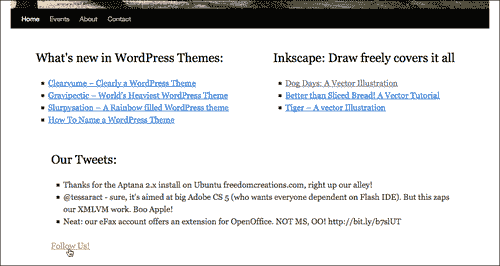 Home Events About Contact
What's new in WordPress Themes:
Clearyume – Clearly a WordPress Theme
Gravipectic – World's Heaviest WordPress Theme
Slurpysation – A Rainbow filled WordPress theme
How To Name a WordPress Theme
Inkscape: Draw freely covers it all
Dog Days: A Vector Illustration
Better than Sliced Bread! A Vector Tutorial
Tiger – A vector illustration
Our Tweets:
Thanks for the Aptana 2.x install on Ubuntu freedomcreations.com, right up our alley!
@tessaract - sure, it's aimed at big Adobe CS 5 (who wants everyone dependent on Flash IDE). But this zaps
our XMLVM work. Boo Apple!
Neat: our eFax account offers an extension for OpenOffice. NOT MS, OO! http://bit.ly/b7slUT
Follow Us!